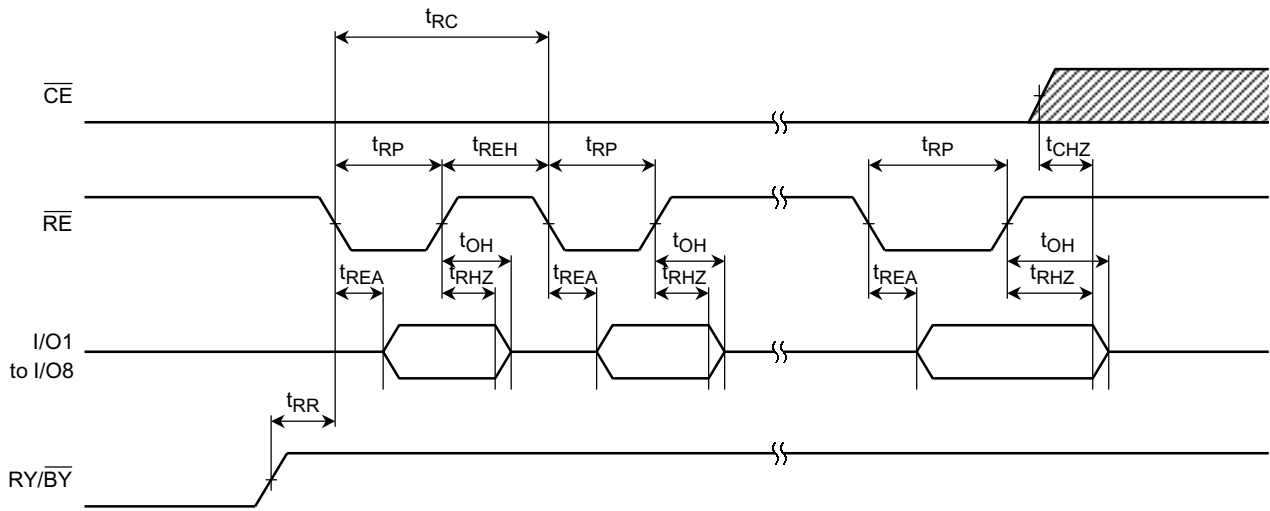 tRC
CE
tRP tREH tRP tRP tCHZ
RE
tOH tOH tOH
tREA tRHZ tREA tRHZ tREA tRHZ
I/O1
to I/O8
tRR
RY/BY